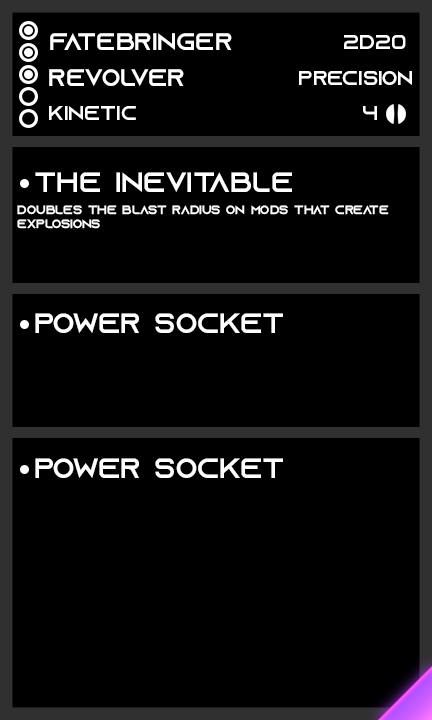 FATEBRINGER 2D20
REVOLVER PRECISION
KINETIC 4
•THE INEVITABLE
DOUBLES THE BLAST RADIUS ON MODS THAT CREATE
EXPLOSIONS
•POWER SOCKET
•POWER SOCKET